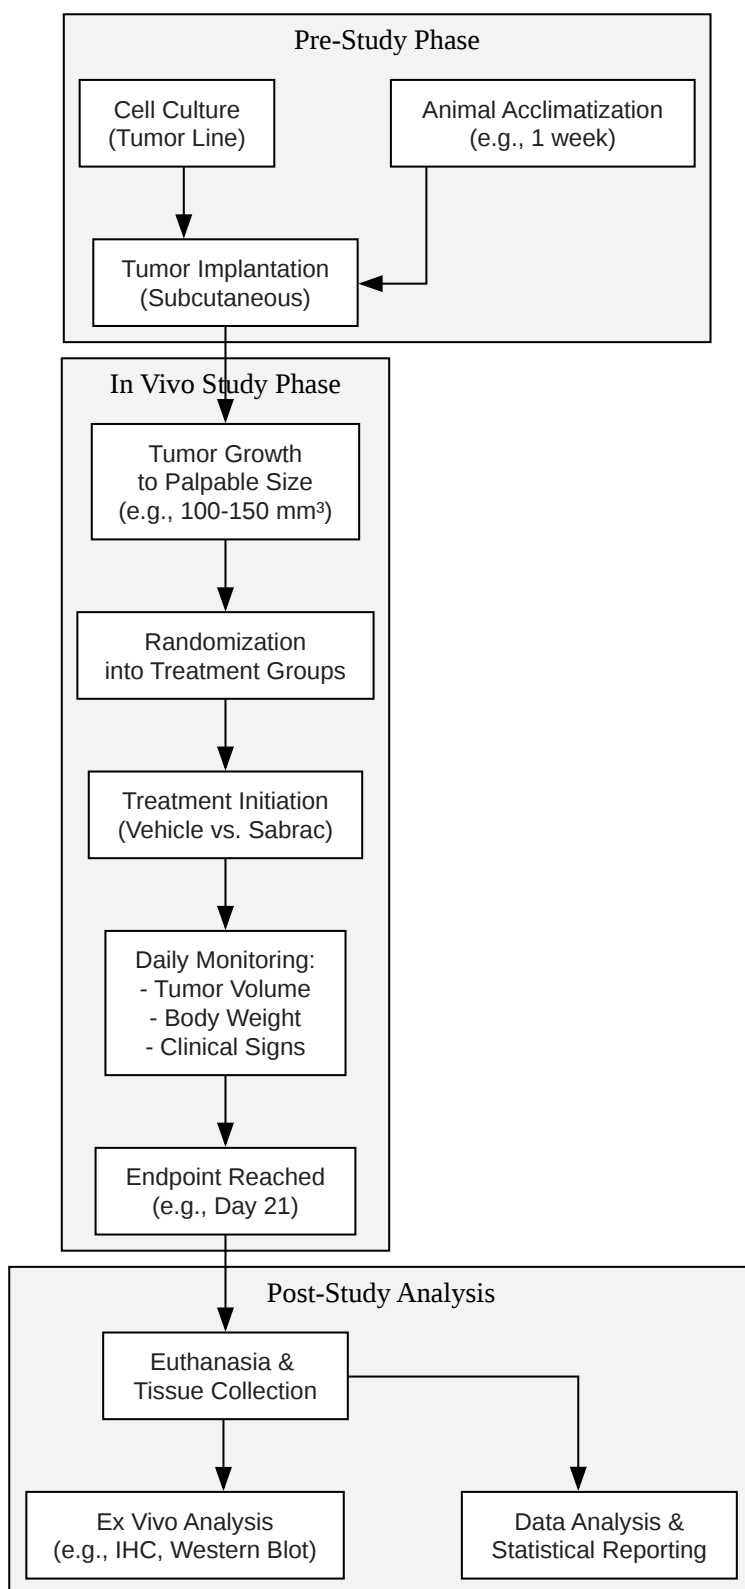 Pre-Study Phase
Cell Culture
(Tumor Line)
Animal Acclimatization
(e.g., 1 week)
Tumor Implantation
(Subcutaneous)
In Vivo Study Phase
Tumor Growth
to Palpable Size
(e.g., 100-150 mm³)
Randomization
into Treatment Groups
Treatment Initiation
(Vehicle vs. Sabrac)
Daily Monitoring:
- Tumor Volume
- Body Weight
- Clinical Signs
Endpoint Reached
(e.g., Day 21)
Post-Study Analysis
Euthanasia &
Tissue Collection
Ex Vivo Analysis
(e.g., IHC, Western Blot)
Data Analysis &
Statistical Reporting